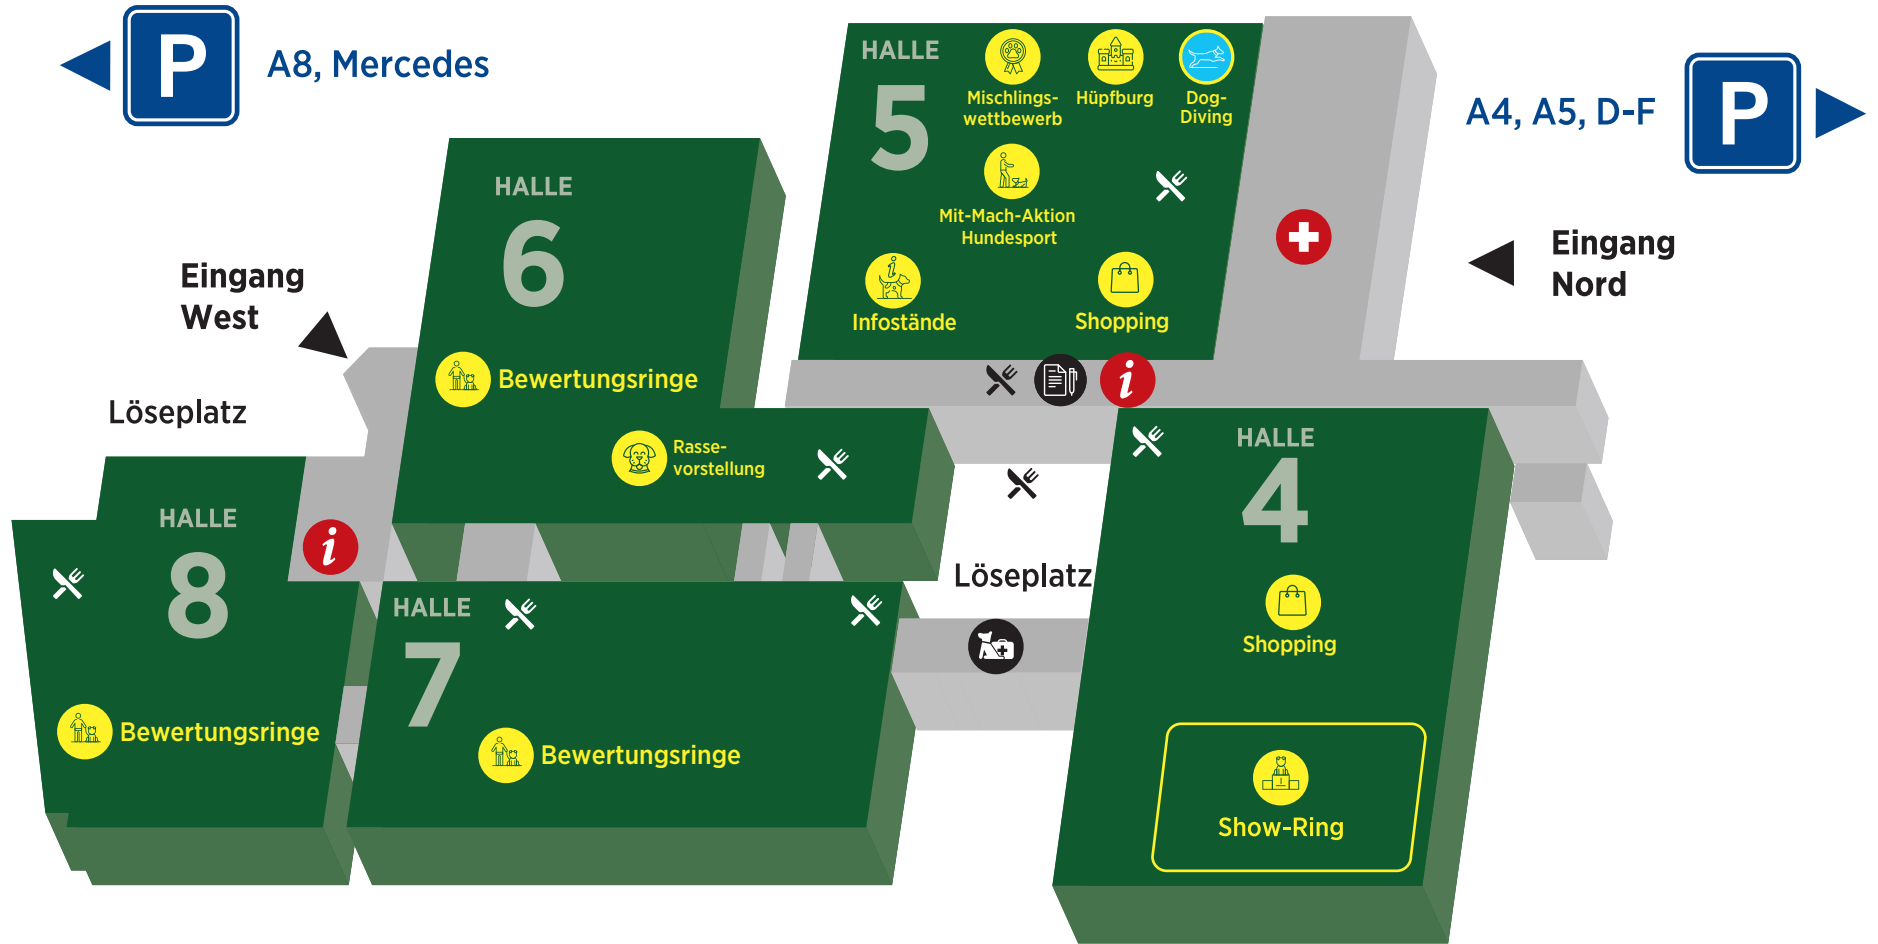 P
A8, Mercedes
HALLE
5
Mischlings-
wettbewerb
Hüpfburg
Dog-
Diving
Mit-Mach-Aktion
Hundesport
i
Infostände
Shopping
A4, A5, D-F
P
Eingang
Nord
HALLE
6
Bewertungsringe
Rasse-
vorstellung
Eingang
West
Löseplatz
i
i
HALLE
8
Bewertungsringe
HALLE
7
Bewertungsringe
Löseplatz
HALLE
4
Shopping
1
Show-Ring